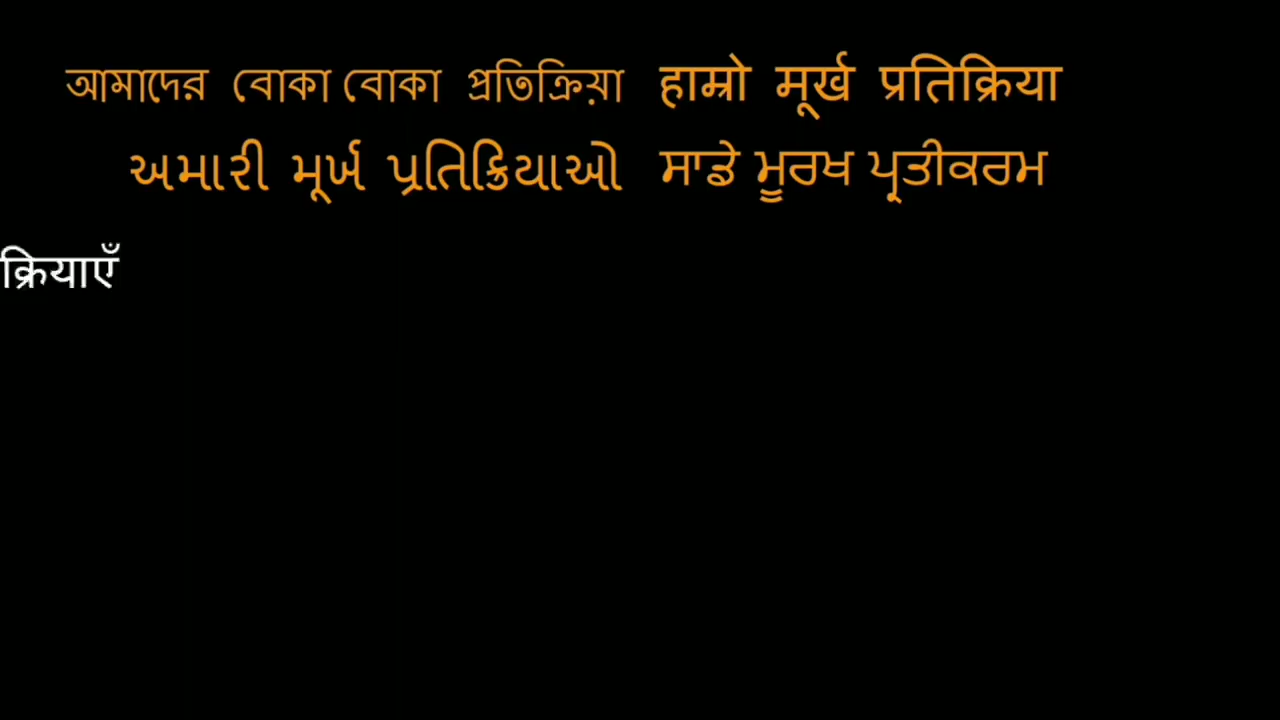 আমাদের বোকা বোকা প্রতিক্রিয়া हाम्रो मूर्ख प्रतिक्रिया
અમારી મૂર્ખ પ્રતિક્રિયાઓ ਸਾਡੇ ਮੂਰਖ ਪ੍ਰਤੀਕਰਮ
क्रियाएँ